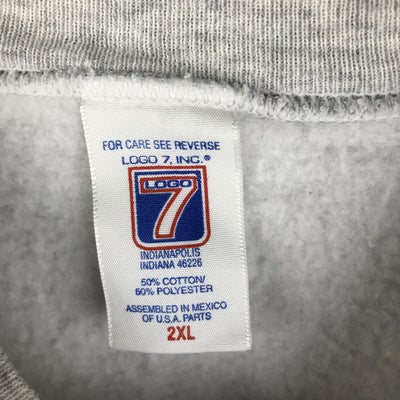 FOR CARE SEE REVERSE
LOGO 7, INC.®
LOGO
7
INDIANAPOLIS
INDIANA 46226
50% COTTON/
50% POLYESTER
ASSEMBLED IN MEXICO
OF U.S.A. PARTS
2XL